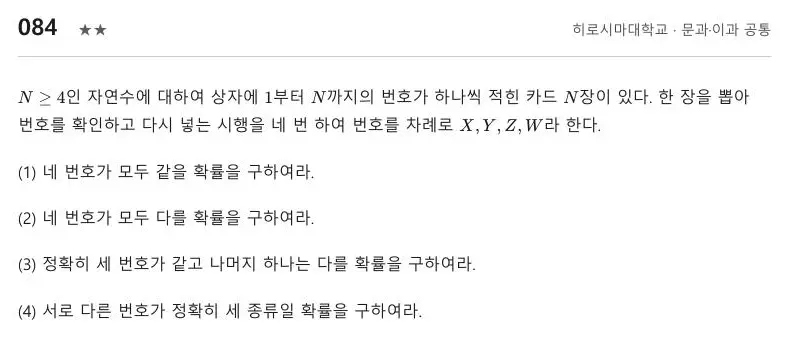 084 ★★
히로시마대학교 · 문과·이과 공통
N ≥ 4인 자연수에 대하여 상자에 1부터 N까지의 번호가 하나씩 적힌 카드 N장이 있다. 한 장을 뽑아
번호를 확인하고 다시 넣는 시행을 네 번 하여 번호를 차례로 X, Y, Z, W라 한다.
(1) 네 번호가 모두 같을 확률을 구하여라.
(2) 네 번호가 모두 다를 확률을 구하여라.
(3) 정확히 세 번호가 같고 나머지 하나는 다를 확률을 구하여라.
(4) 서로 다른 번호가 정확히 세 종류일 확률을 구하여라.